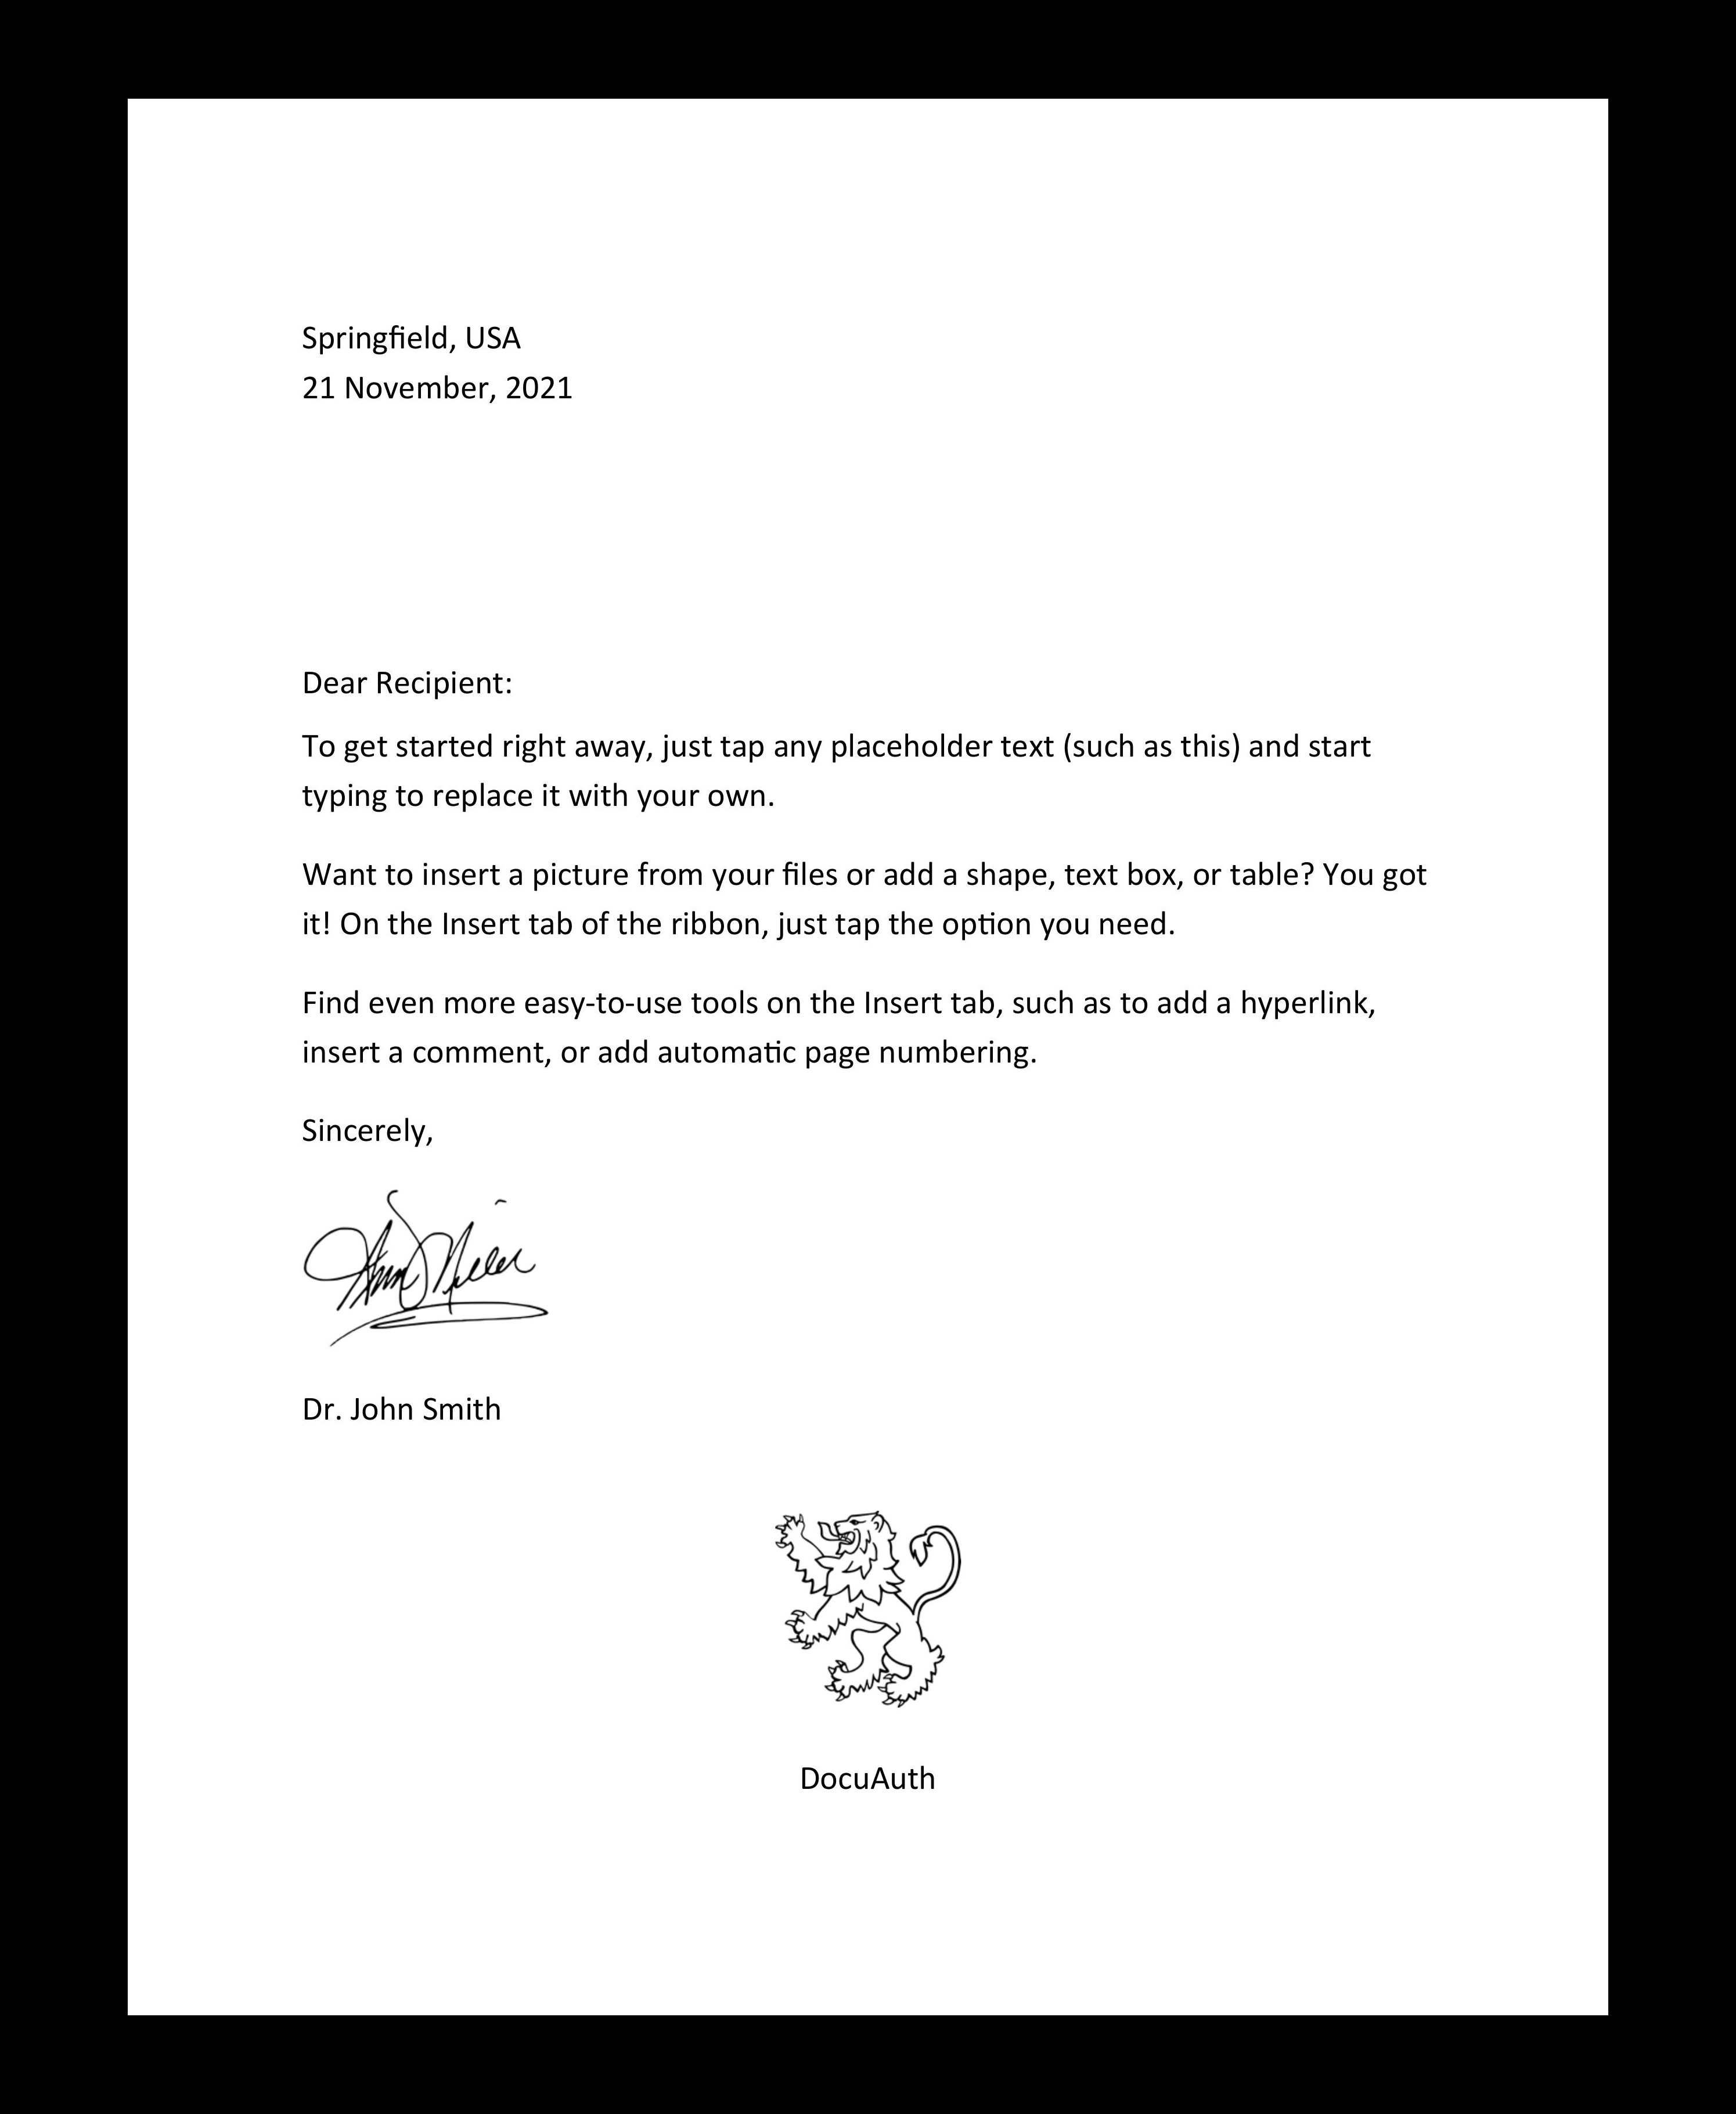 Springfield, USA
21 November, 2021
Dear Recipient:
To get started right away, just tap any placeholder text (such as this) and start
typing to replace it with your own.
Want to insert a picture from your files or add a shape, text box, or table? You got
it! On the Insert tab of the ribbon, just tap the option you need.
Find even more easy-to-use tools on the Insert tab, such as to add a hyperlink,
insert a comment, or add automatic page numbering.
Sincerely,
Dr. John Smith
DocuAuth